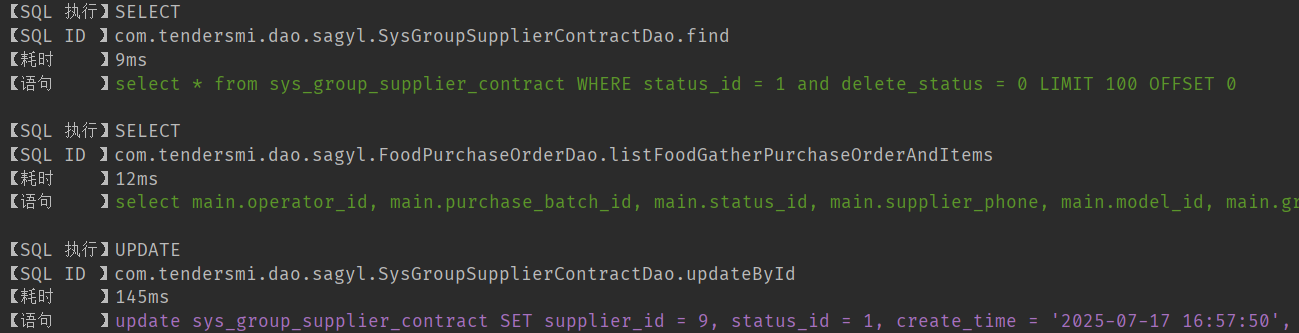 【SQL 执行】SELECT
【SQL ID 】com.tendersmi.dao.sagyl.SysGroupSupplierContractDao.find
【耗时    】9ms
【语句    】select * from sys_group_supplier_contract WHERE status_id = 1 and delete_status = 0 LIMIT 100 OFFSET 0
【SQL 执行】SELECT
【SQL ID 】com.tendersmi.dao.sagyl.FoodPurchaseOrderDao.listFoodGatherPurchaseOrderAndItems
【耗时    】12ms
【语句    】select main.operator_id, main.purchase_batch_id, main.status_id, main.supplier_phone, main.model_id, main.gr
【SQL 执行】UPDATE
【SQL ID 】com.tendersmi.dao.sagyl.SysGroupSupplierContractDao.updateById
【耗时    】145ms
【语句    】update sys_group_supplier_contract SET supplier_id = 9, status_id = 1, create_time = '2025-07-17 16:57:50',